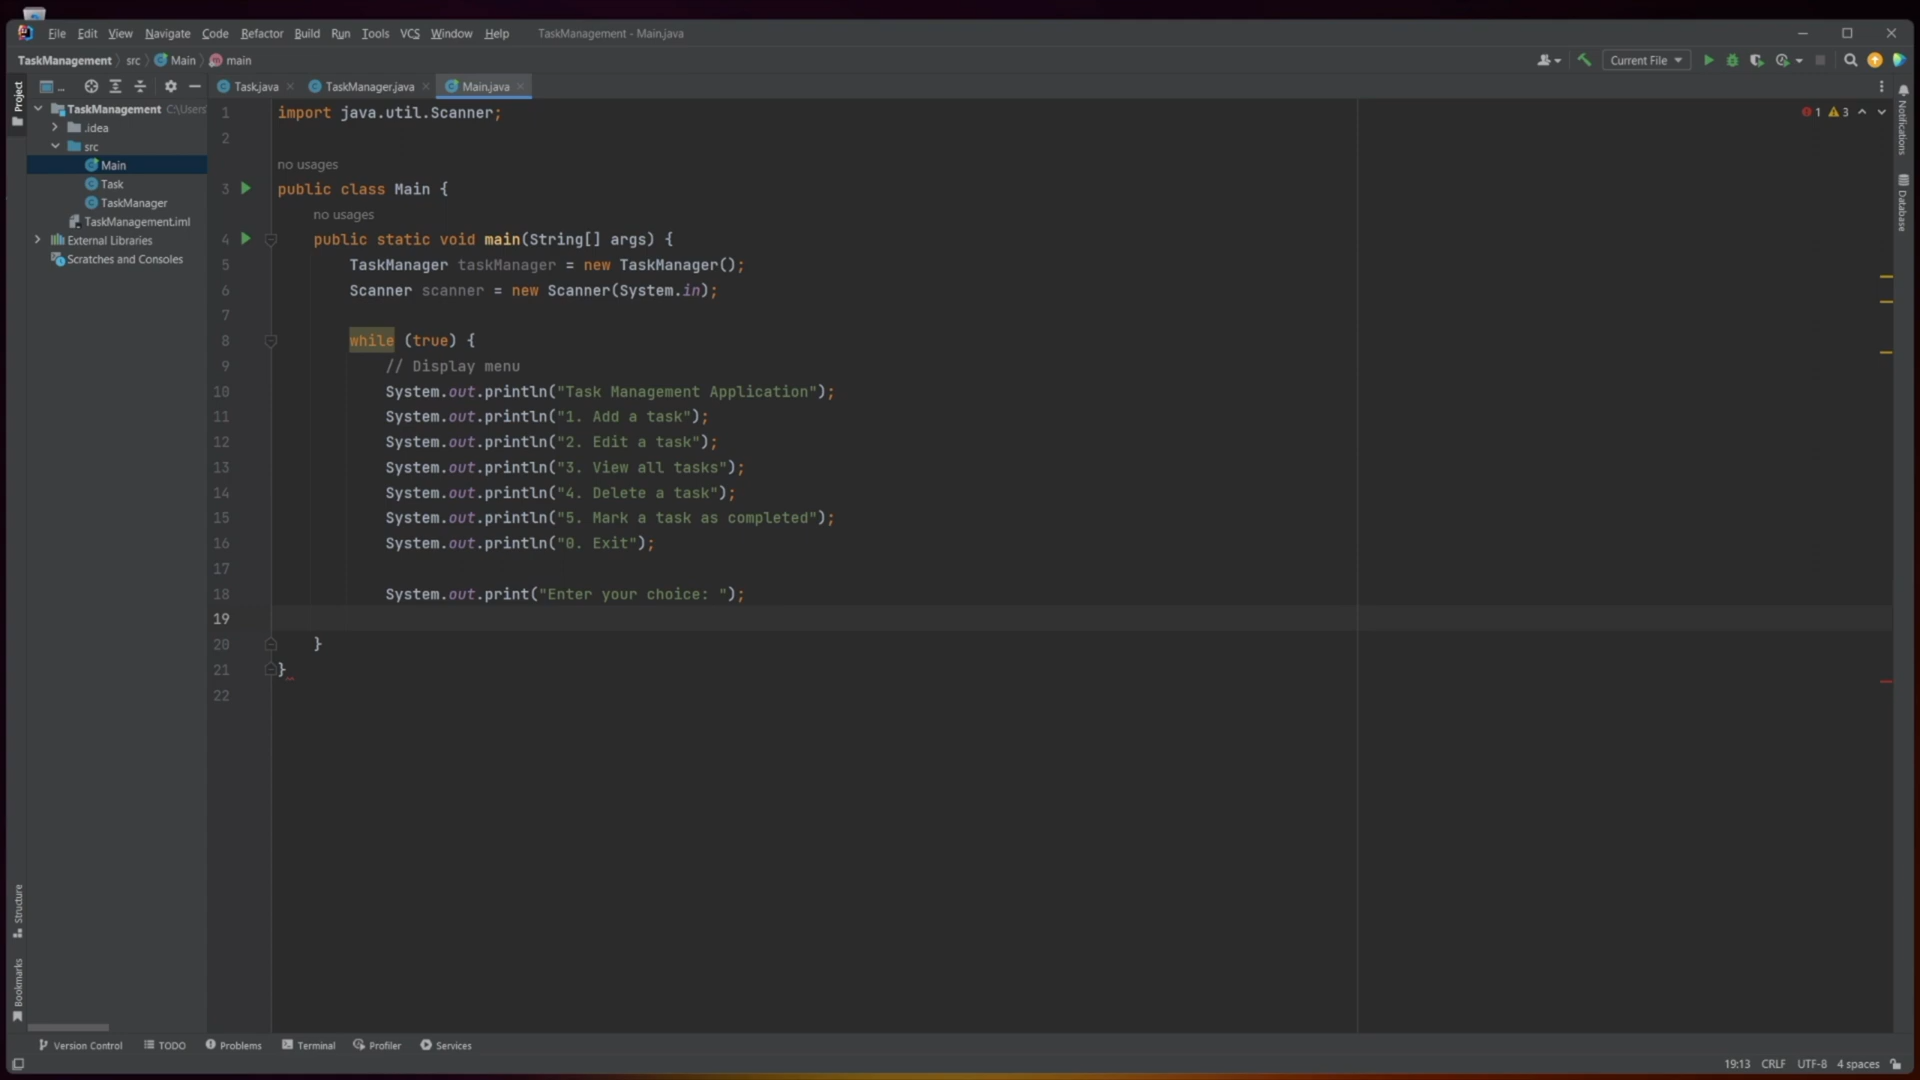 File Edit View Navigate Code Refactor Build Run Tools VCS Window Help TaskManagement - Main.java
TaskManagement src Main main Current File
Project ... Task.java TaskManager.java Main.java
TaskManagement C:\Users
.idea
src
Main
Task
TaskManager
TaskManagement.iml
External Libraries
Scratches and Consoles
1 import java.util.Scanner;
2
no usages
3 public class Main {
no usages
4 public static void main(String[] args) {
5 TaskManager taskManager = new TaskManager();
6 Scanner scanner = new Scanner(System.in);
7
8 while (true) {
9 // Display menu
10 System.out.println("Task Management Application");
11 System.out.println("1. Add a task");
12 System.out.println("2. Edit a task");
13 System.out.println("3. View all tasks");
14 System.out.println("4. Delete a task");
15 System.out.println("5. Mark a task as completed");
16 System.out.println("0. Exit");
17
18 System.out.print("Enter your choice: ");
19
20 }
21 }
22
1 3
Notifications
Database
Structure
Bookmarks
Version Control TODO Problems Terminal Profiler Services
19:13 CRLF UTF-8 4 spaces